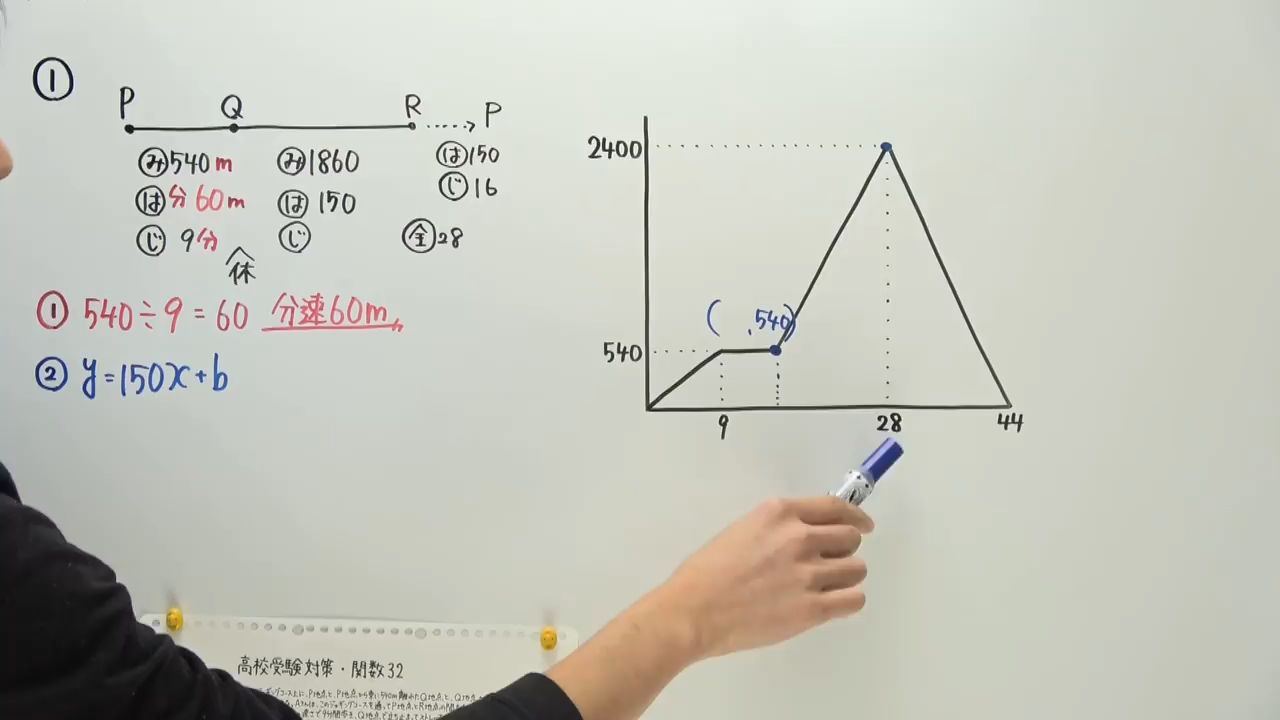 ①
P Q R P
み540m み1860 は150
は分60m は150 じ16
じ 9分 じ 全28
休
① 540÷9=60 分速60m
② y=150x+b
2400
( ,540)
540
9 28 44
高校受験対策・関数32